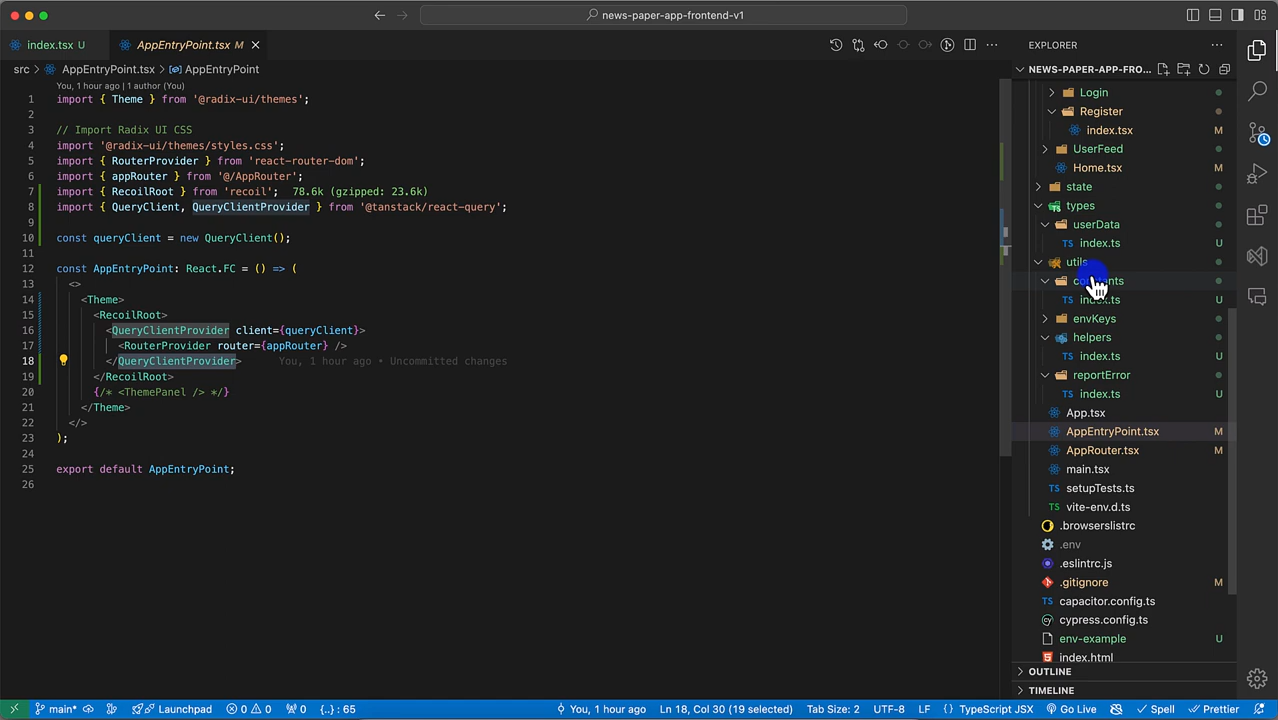 news-paper-app-frontend-v1
index.tsx U
AppEntryPoint.tsx M
EXPLORER
src > AppEntryPoint.tsx > AppEntryPoint
NEWS-PAPER-APP-FRO...
You, 1 hour ago | 1 author (You)
1 import { Theme } from '@radix-ui/themes';
2
3 // Import Radix UI CSS
4 import '@radix-ui/themes/styles.css';
5 import { RouterProvider } from 'react-router-dom';
6 import { appRouter } from '@/AppRouter';
7 import { RecoilRoot } from 'recoil'; 78.6k (gzipped: 23.6k)
8 import { QueryClient, QueryClientProvider } from '@tanstack/react-query';
9
10 const queryClient = new QueryClient();
11
12 const AppEntryPoint: React.FC = () => (
13 <>
14 <Theme>
15 <RecoilRoot>
16 <QueryClientProvider client={queryClient}>
17 <RouterProvider router={appRouter} />
18 </QueryClientProvider> You, 1 hour ago • Uncommitted changes
19 </RecoilRoot>
20 {/* <ThemePanel /> */}
21 </Theme>
22 </>
23 );
24
25 export default AppEntryPoint;
26
Login
Register
index.tsx M
UserFeed
Home.tsx M
state
types
userData
TS index.ts U
utils
index.ts U
envKeys
helpers
TS index.ts U
reportError
TS index.ts U
App.tsx
AppEntryPoint.tsx M
AppRouter.tsx M
main.tsx
TS setupTests.ts
TS vite-env.d.ts
.browserslistrc
.env
.eslintrc.js
.gitignore M
TS capacitor.config.ts
cypress.config.ts
env-example U
index.html
OUTLINE
TIMELINE
main* Launchpad 0 0 0 {..} : 65 You, 1 hour ago Ln 18, Col 30 (19 selected) Tab Size: 2 UTF-8 LF {} TypeScript JSX Go Live Spell Prettier